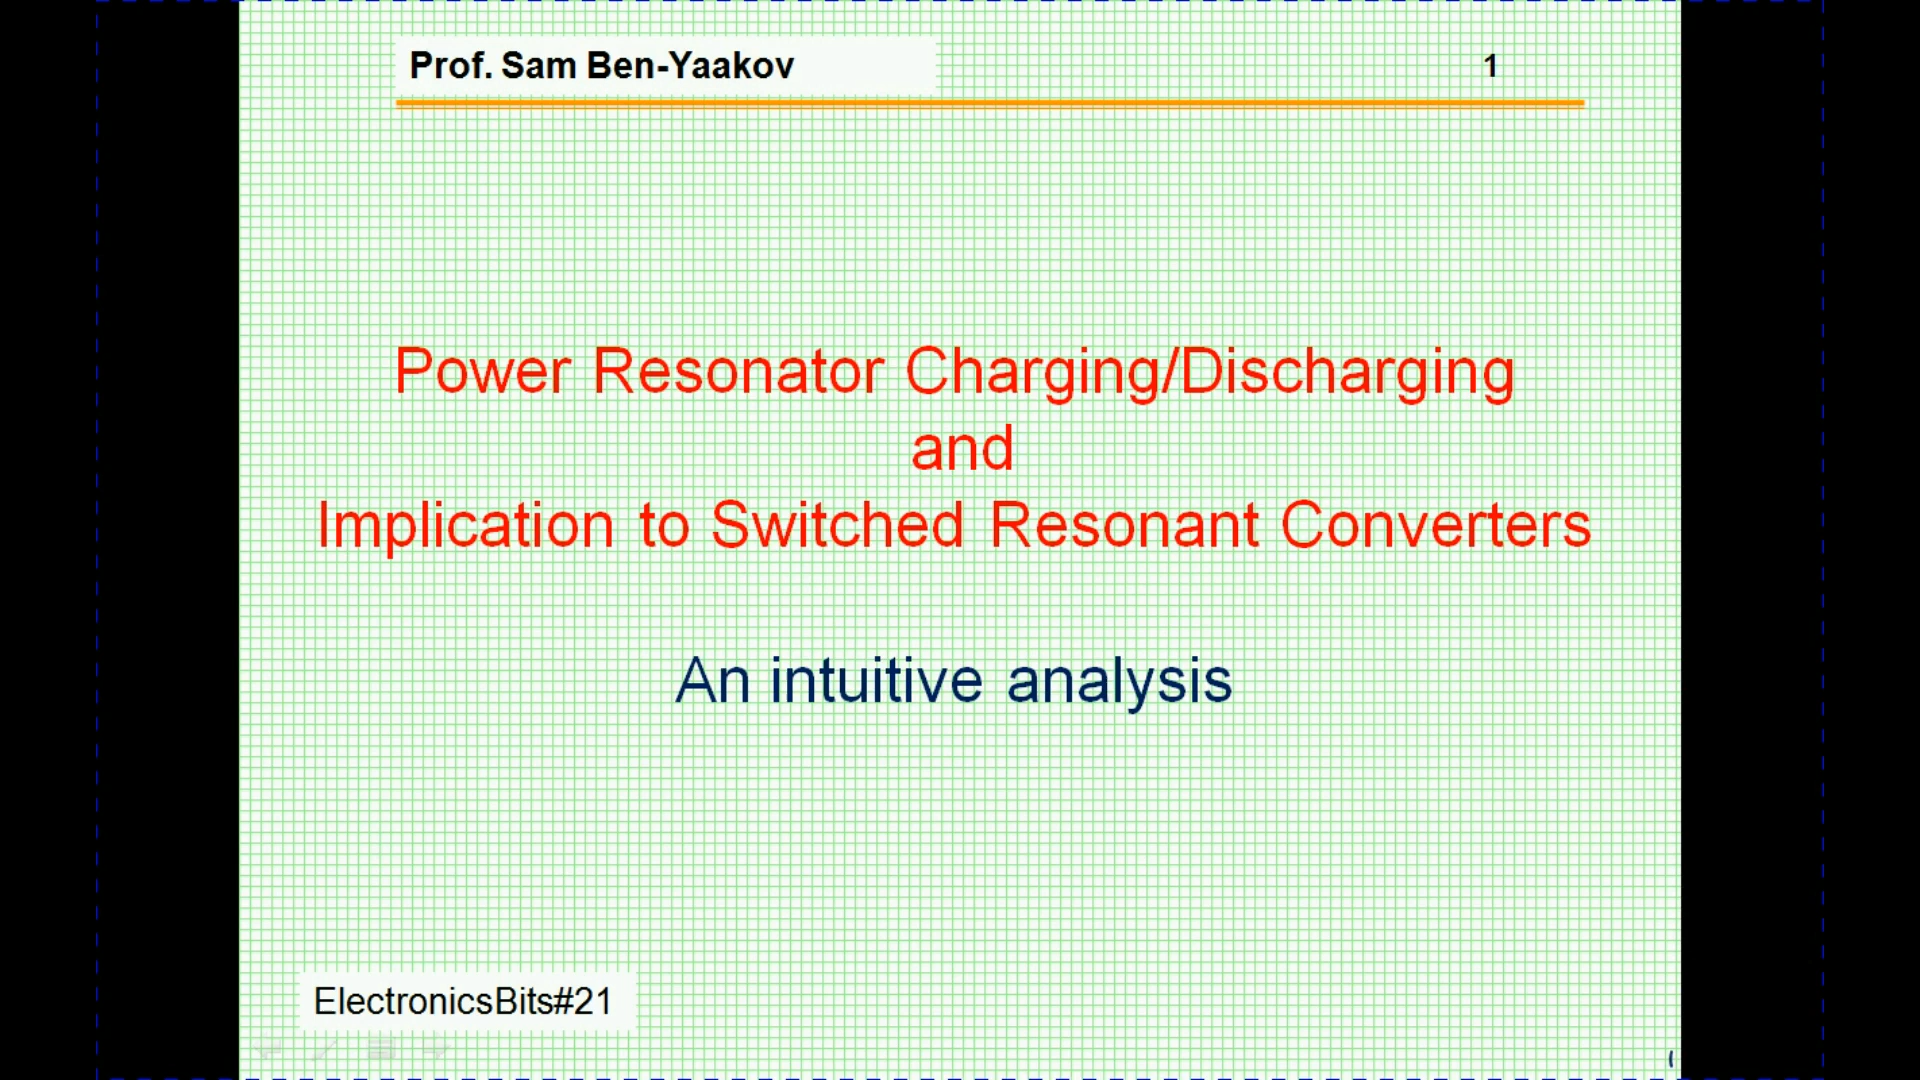 Prof. Sam Ben-Yaakov
1
Power Resonator Charging/Discharging
and
Implication to Switched Resonant Converters
An intuitive analysis
ElectronicsBits#21